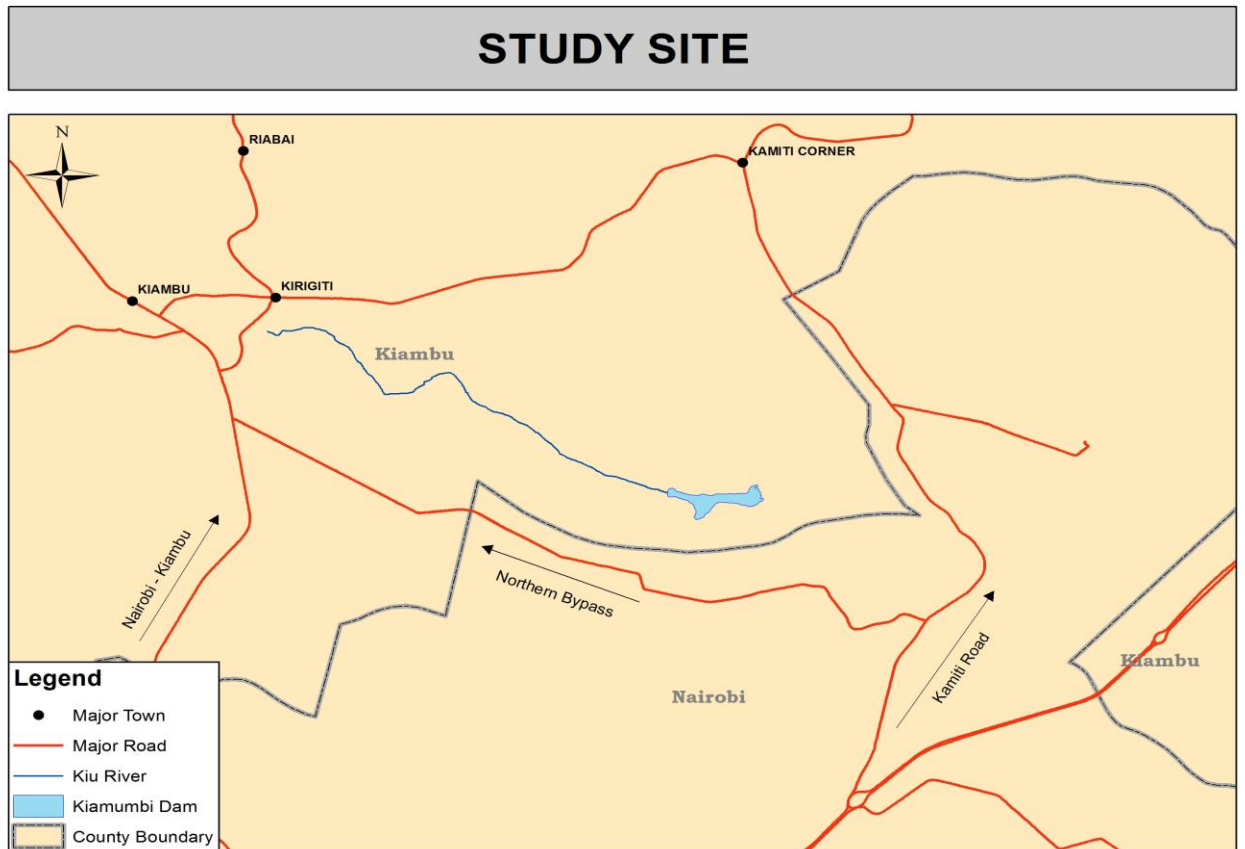 STUDY SITE
N
RIABAI
KAMITI CORNER
KIAMBU
KIRIGITI
Kiambu
Nairobi - Kiambu
Northern Bypass
Kamiti Road
Kiambu
Nairobi
Legend
Major Town
Major Road
Kiu River
Kiamumbi Dam
County Boundary